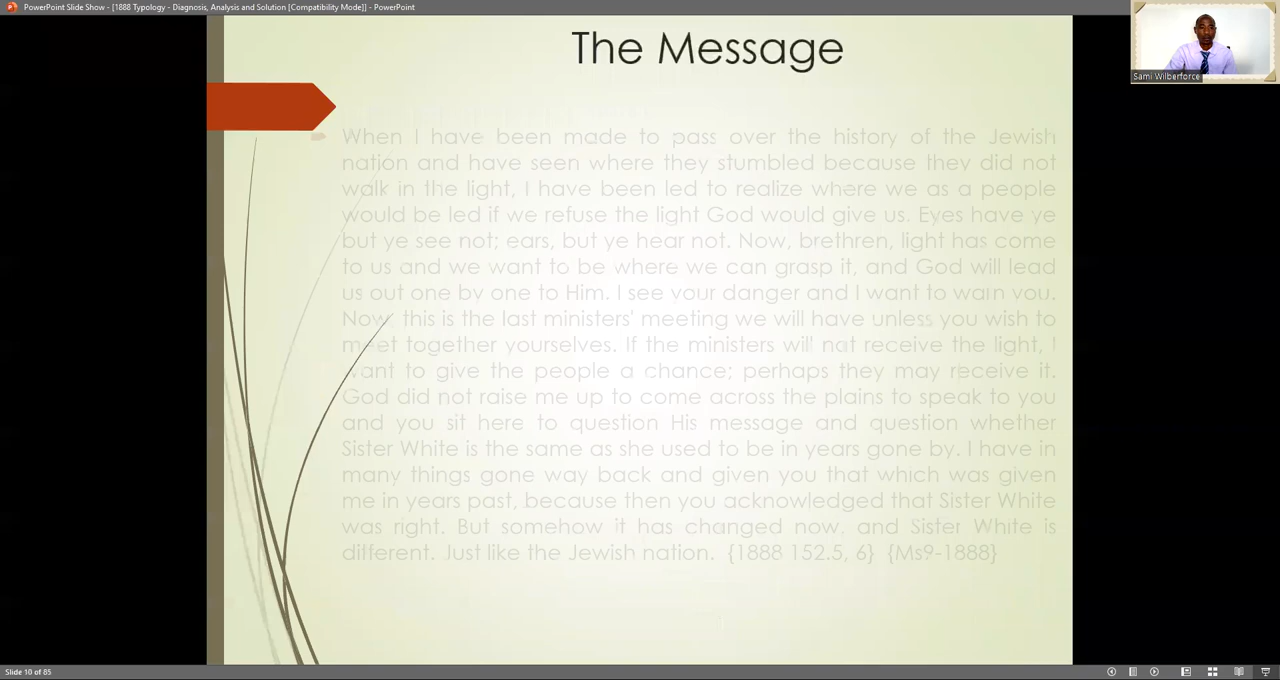 PowerPoint Slide Show - [1888 Typology - Diagnosis, Analysis and Solution [Compatibility Mode]] - PowerPoint
The Message
Sami Wilberforce
When I have been made to pass over the history of the Jewish
nation and have seen where they stumbled because they did not
walk in the light, I have been led to realize where we as a people
would be led if we refuse the light God would give us. Eyes have ye
but ye see not; ears, but ye hear not. Now, brethren, light has come
to us and we want to be where we can grasp it, and God will lead
us out one by one to Him. I see your danger and I want to warn you.
Now, this is the last ministers' meeting we will have unless you wish to
meet together yourselves. If the ministers will not receive the light, I
want to give the people a chance; perhaps they may receive it.
God did not raise me up to come across the plains to speak to you
and you sit here to question His message and question whether
Sister White is the same as she used to be in years gone by. I have in
many things gone way back and given you that which was given
me in years past, because then you acknowledged that Sister White
was right. But somehow it has changed now, and Sister White is
different. Just like the Jewish nation. {1888 152.5, 6} {Ms9-1888}
Slide 10 of 85